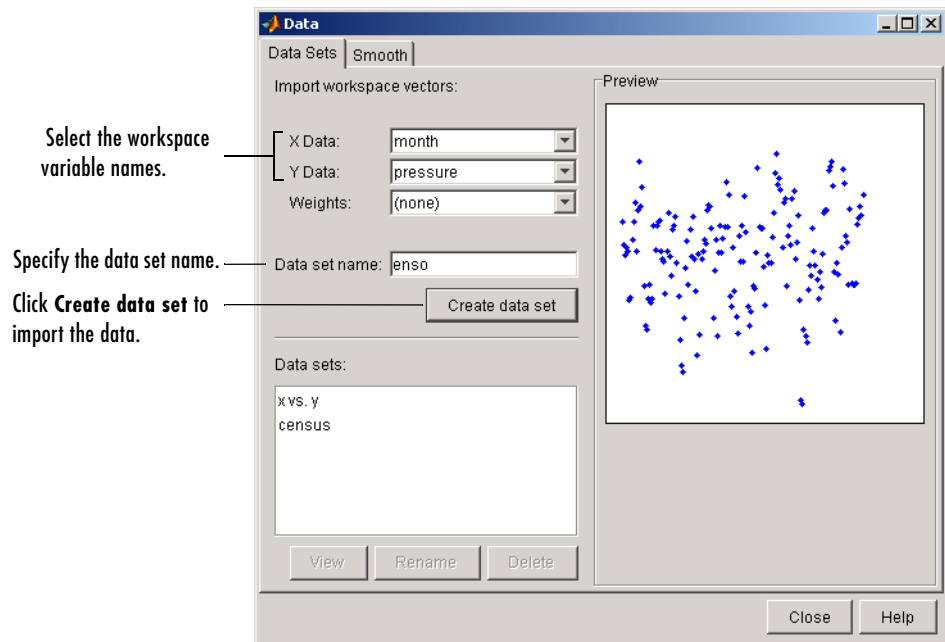 Data
Data Sets Smooth
Import workspace vectors:
Preview
Select the workspace
variable names.
X Data: month
Y Data: pressure
Weights: (none)
Specify the data set name.
Data set name: enso
Click Create data set to
import the data.
Create data set
Data sets:
x vs. y
census
View Rename Delete
Close Help